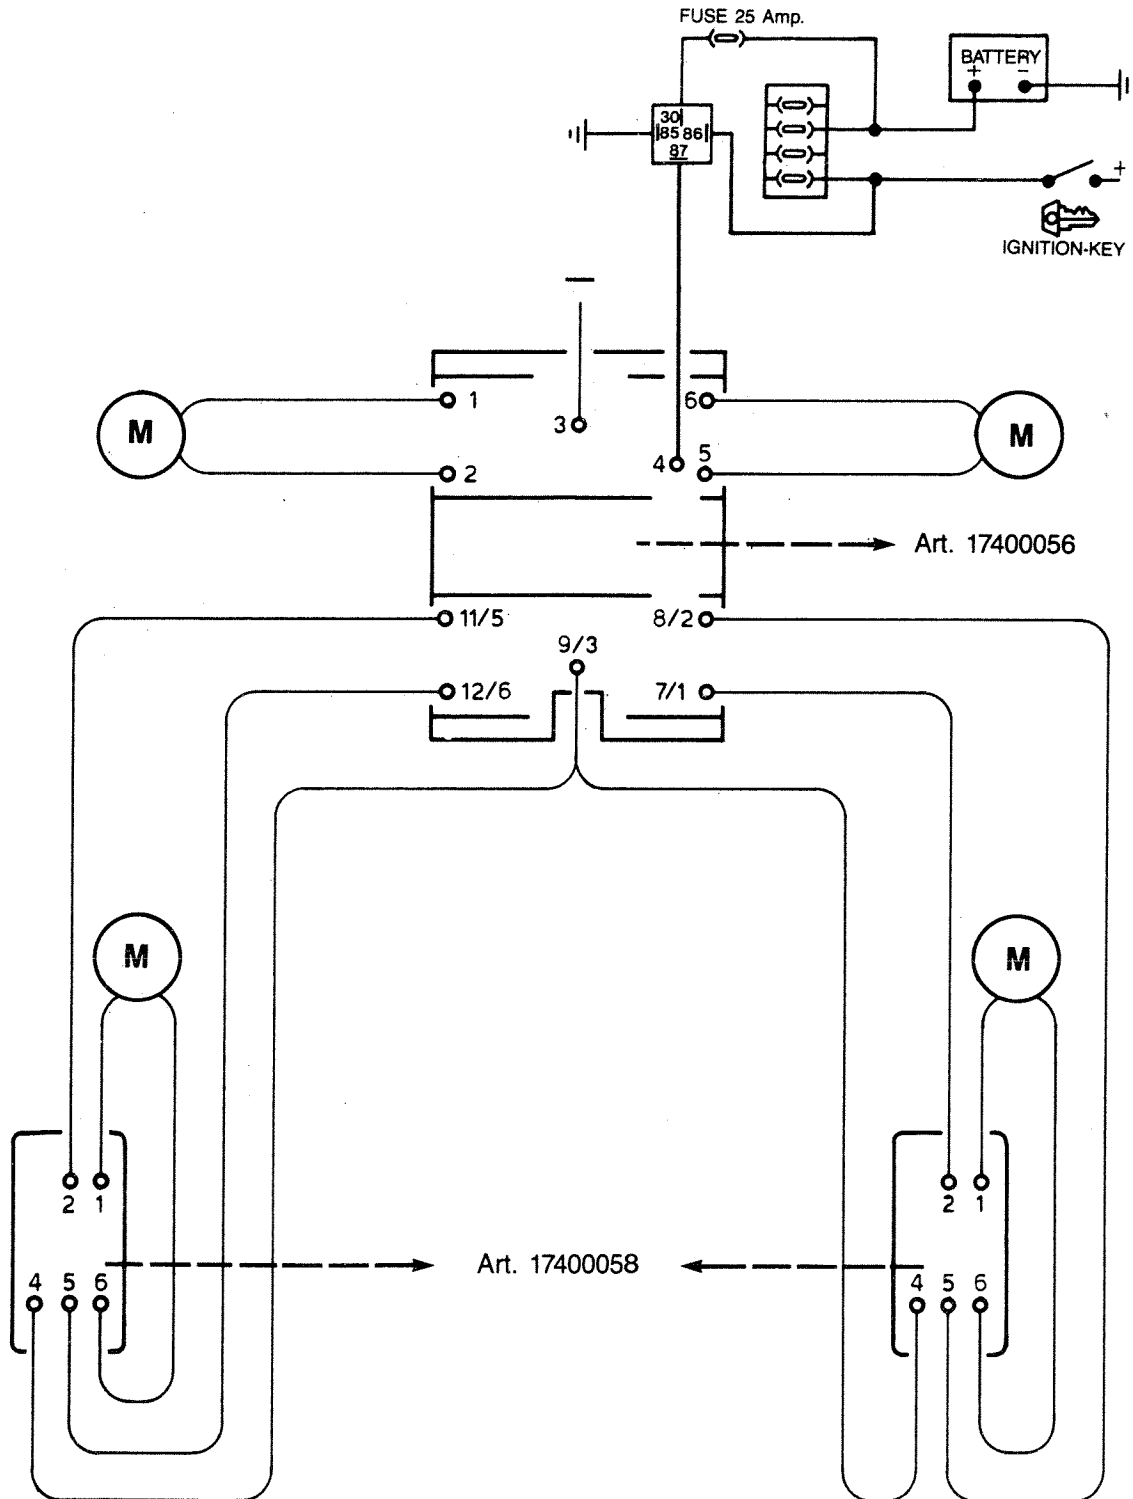 FUSE 25 Amp.
BATTERY
+ −
30
85 86
87
+
IGNITION-KEY
1
6
M
3
M
4
5
2
Art. 17400056
11/5
8/2
9/3
12/6
7/1
M
M
2 1
2 1
Art. 17400058
4 5 6
4 5 6